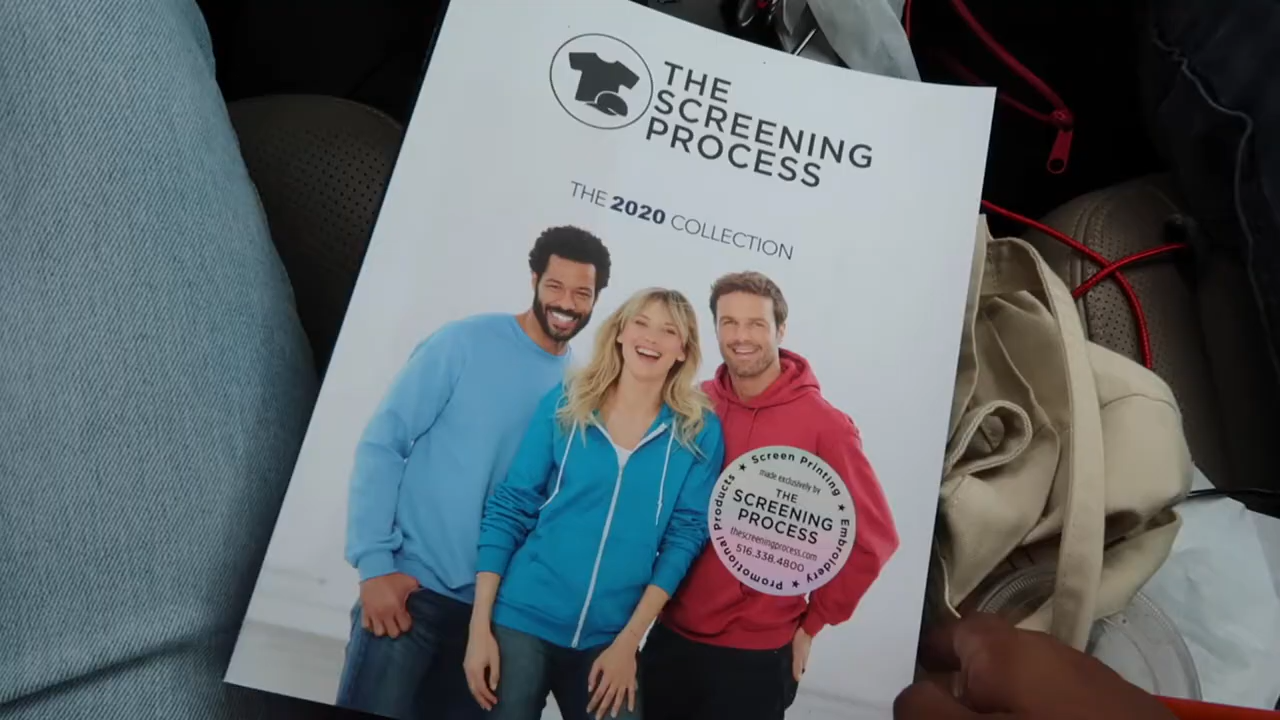 THE
SCREENING
PROCESS
THE 2020 COLLECTION
★ Screen Printing ★ Embroidery ★ Promotional Products
made exclusively by
THE
SCREENING
PROCESS
thescreeningprocess.com
516.338.4800